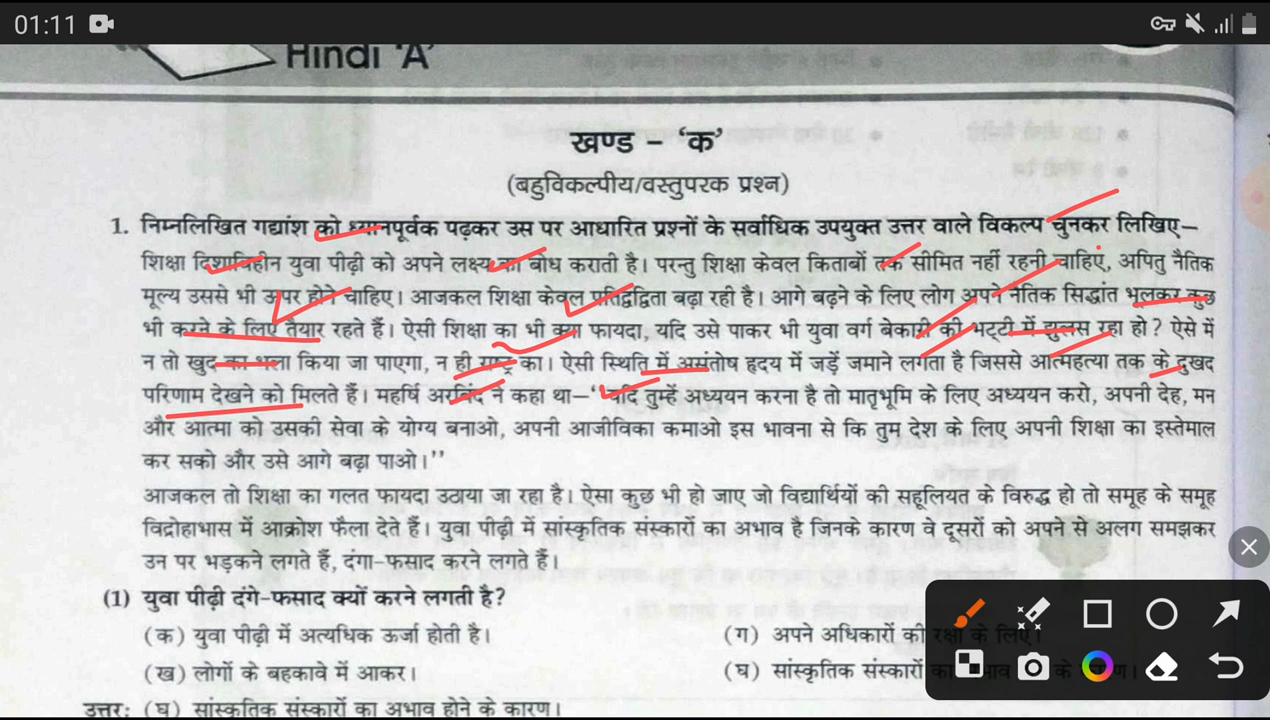 01:11
Hindi 'A'
खण्ड – 'क'
(बहुविकल्पीय/वस्तुपरक प्रश्न)
1. निम्नलिखित गद्यांश को ध्यानपूर्वक पढ़कर उस पर आधारित प्रश्नों के सर्वाधिक उपयुक्त उत्तर वाले विकल्प चुनकर लिखिए–
शिक्षा दिशाविहीन युवा पीढ़ी को अपने लक्ष्य का बोध कराती है। परन्तु शिक्षा केवल किताबों तक सीमित नहीं रहनी चाहिए, अपितु नैतिक
मूल्य उससे भी ऊपर होने चाहिए। आजकल शिक्षा केवल प्रतिद्वंद्विता बढ़ा रही है। आगे बढ़ने के लिए लोग अपने नैतिक सिद्धांत भूलकर कुछ
भी करने के लिए तैयार रहते हैं। ऐसी शिक्षा का भी क्या फायदा, यदि उसे पाकर भी युवा वर्ग बेकारी की भट्टी में झुलस रहा हो? ऐसे में
न तो खुद का भला किया जा पाएगा, न ही राष्ट्र का। ऐसी स्थिति में असंतोष हृदय में जड़ें जमाने लगता है जिससे आत्महत्या तक के दुखद
परिणाम देखने को मिलते हैं। महर्षि अरविंद ने कहा था–'' यदि तुम्हें अध्ययन करना है तो मातृभूमि के लिए अध्ययन करो, अपनी देह, मन
और आत्मा को उसकी सेवा के योग्य बनाओ, अपनी आजीविका कमाओ इस भावना से कि तुम देश के लिए अपनी शिक्षा का इस्तेमाल
कर सको और उसे आगे बढ़ा पाओ।''
आजकल तो शिक्षा का गलत फायदा उठाया जा रहा है। ऐसा कुछ भी हो जाए जो विद्यार्थियों की सहूलियत के विरुद्ध हो तो समूह के समूह
विद्रोहाभास में आक्रोश फैला देते हैं। युवा पीढ़ी में सांस्कृतिक संस्कारों का अभाव है जिनके कारण वे दूसरों को अपने से अलग समझकर
उन पर भड़कने लगते हैं, दंगा-फसाद करने लगते हैं।
(1) युवा पीढ़ी दंगे-फसाद क्यों करने लगती है?
(क) युवा पीढ़ी में अत्यधिक ऊर्जा होती है।
(ग) अपने अधिकारों की रक्षा के लिए।
(ख) लोगों के बहकावे में आकर।
(घ) सांस्कृतिक संस्कारों का अभाव के कारण।
उत्तर: (घ) सांस्कृतिक संस्कारों का अभाव होने के कारण।